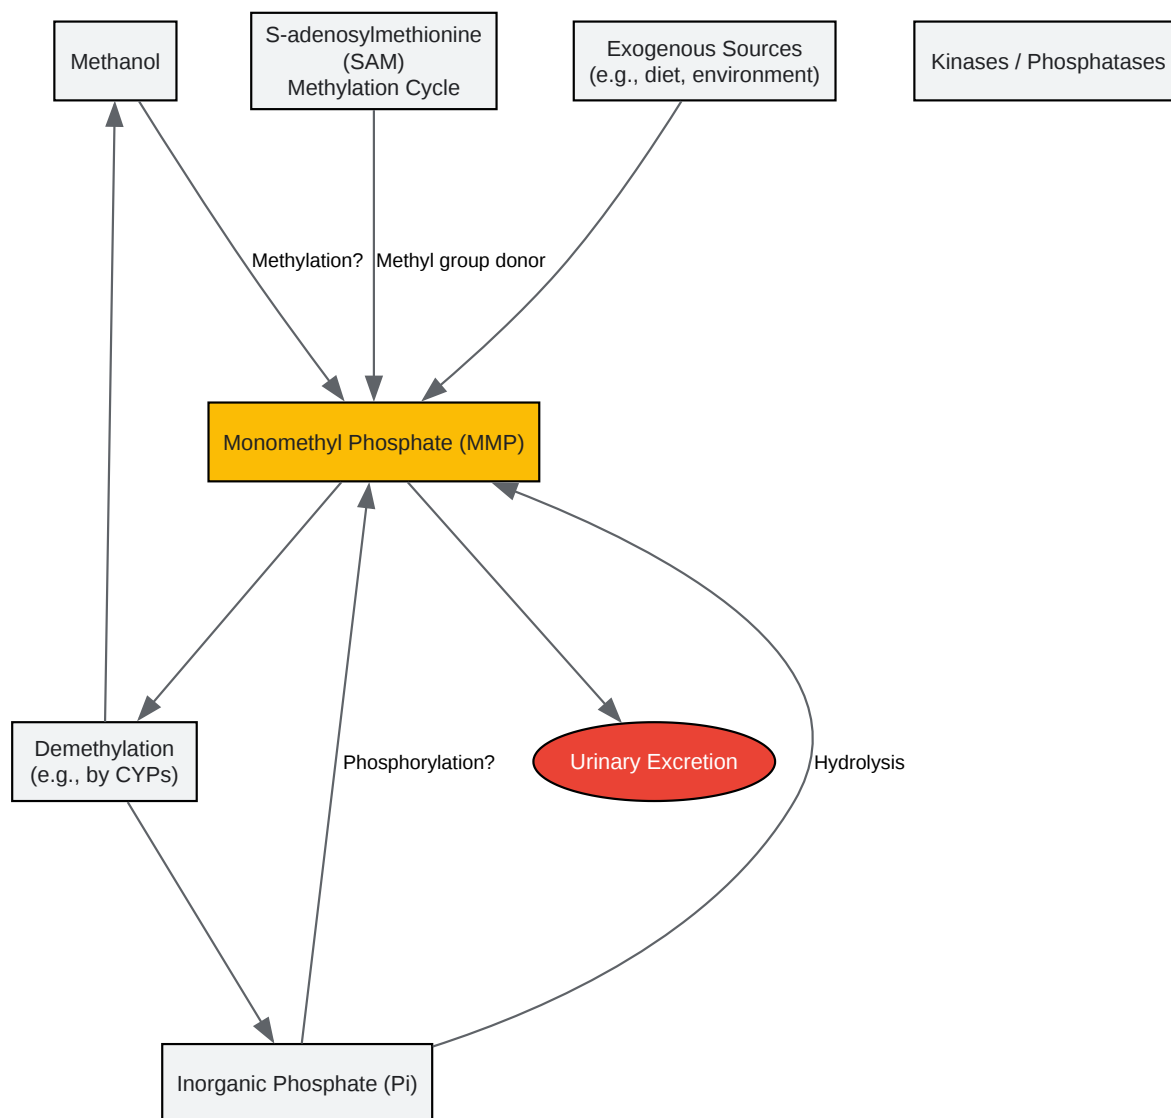 Methanol
S-adenosylmethionine
(SAM)
Methylation Cycle
Exogenous Sources
(e.g., diet, environment)
Kinases / Phosphatases
Methylation?
Methyl group donor
Monomethyl Phosphate (MMP)
Demethylation
(e.g., by CYPs)
Phosphorylation?
Urinary Excretion
Hydrolysis
Inorganic Phosphate (Pi)